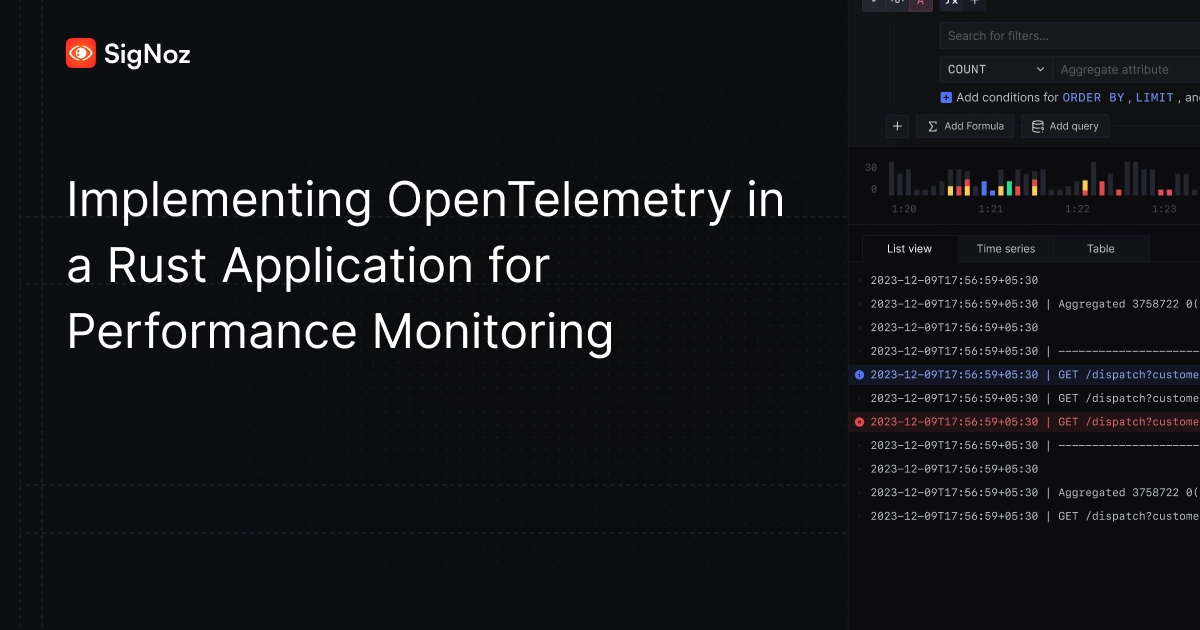 SigNoz
Implementing OpenTelemetry in
a Rust Application for
Performance Monitoring
Search for filters...
COUNT
Aggregate attribute
Add conditions for ORDER BY , LIMIT , an
+
Add Formula
Add query
30
0
1:20
1:21
1:22
1:23
List view
Time series
Table
2023-12-09T17:56:59+05:30
2023-12-09T17:56:59+05:30 | Aggregated 3758722 0(
2023-12-09T17:56:59+05:30
2023-12-09T17:56:59+05:30 | ---------------------
2023-12-09T17:56:59+05:30 | GET /dispatch?custome
2023-12-09T17:56:59+05:30 | GET /dispatch?custome
2023-12-09T17:56:59+05:30 | GET /dispatch?custome
2023-12-09T17:56:59+05:30 | ---------------------
2023-12-09T17:56:59+05:30
2023-12-09T17:56:59+05:30 | Aggregated 3758722 0(
2023-12-09T17:56:59+05:30 | GET /dispatch?custome